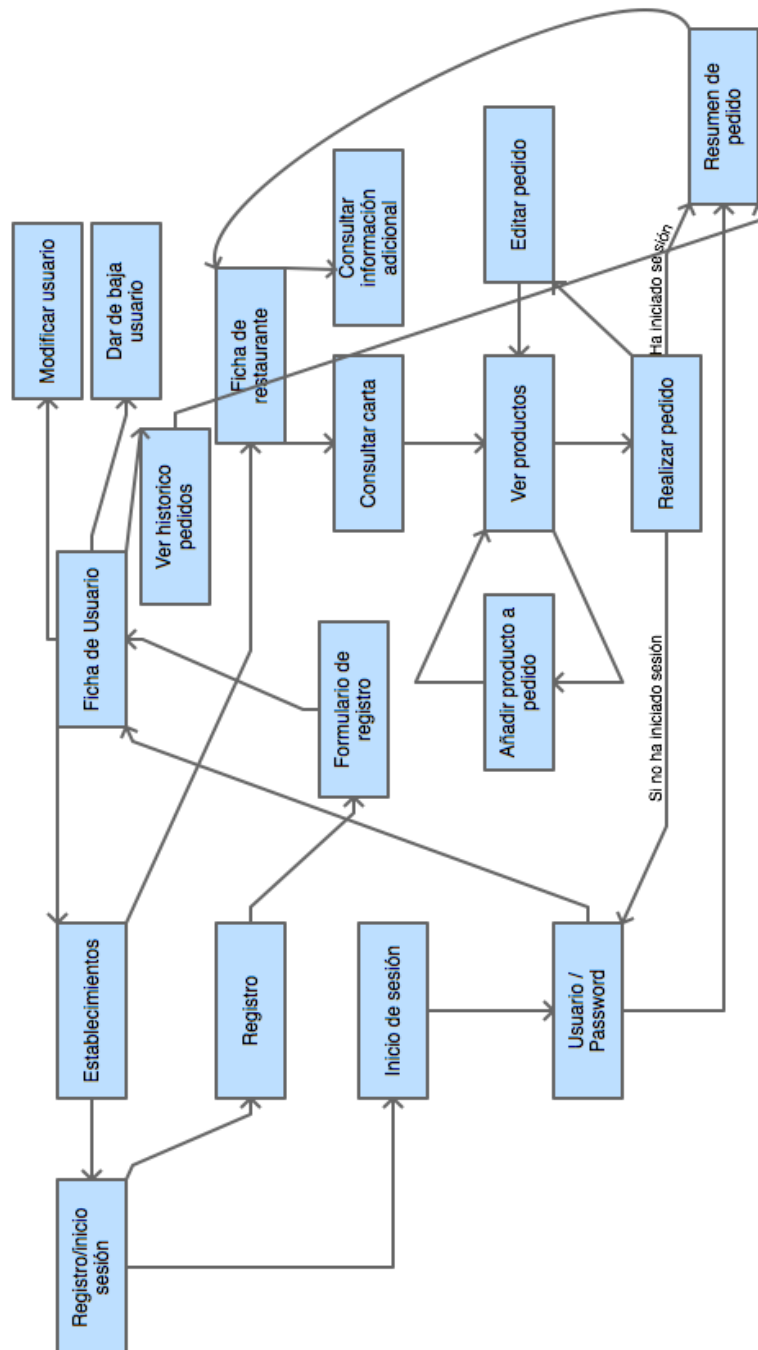 Modificar usuario
Registro/inicio
sesión
Establecimientos
Ficha de Usuario
Dar de baja
usuario
Ver historico
pedidos
Registro
Ficha de
restaurante
Formulario de
registro
Consultar carta
Consultar
información
adicional
Inicio de sesión
Añadir producto a
pedido
Ver productos
Editar pedido
Usuario /
Password
Si no ha iniciado sesión
Realizar pedido
Ha iniciado sesión
Resumen de
pedido